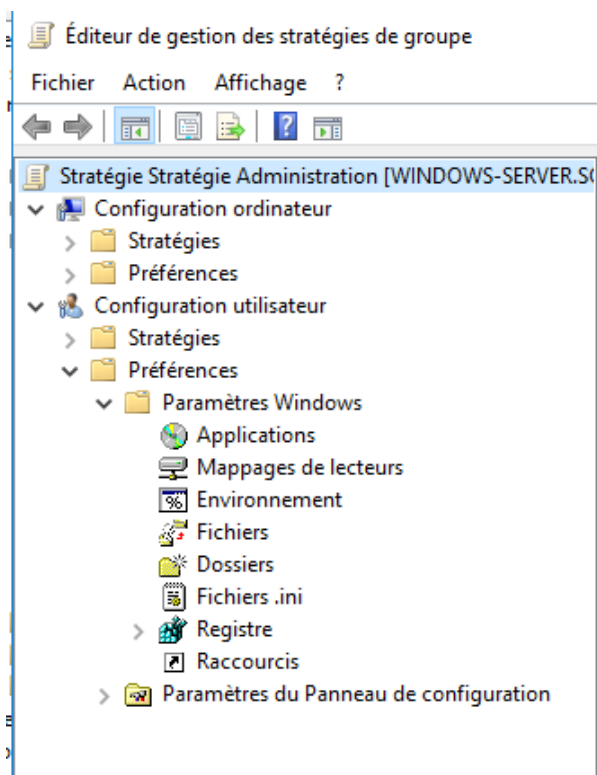 Éditeur de gestion des stratégies de groupe
Fichier Action Affichage ?
Stratégie Stratégie Administration [WINDOWS-SERVER.S
Configuration ordinateur
Stratégies
Préférences
Configuration utilisateur
Stratégies
Préférences
Paramètres Windows
Applications
Mappages de lecteurs
Environnement
Fichiers
Dossiers
Fichiers .ini
Registre
Raccourcis
Paramètres du Panneau de configuration